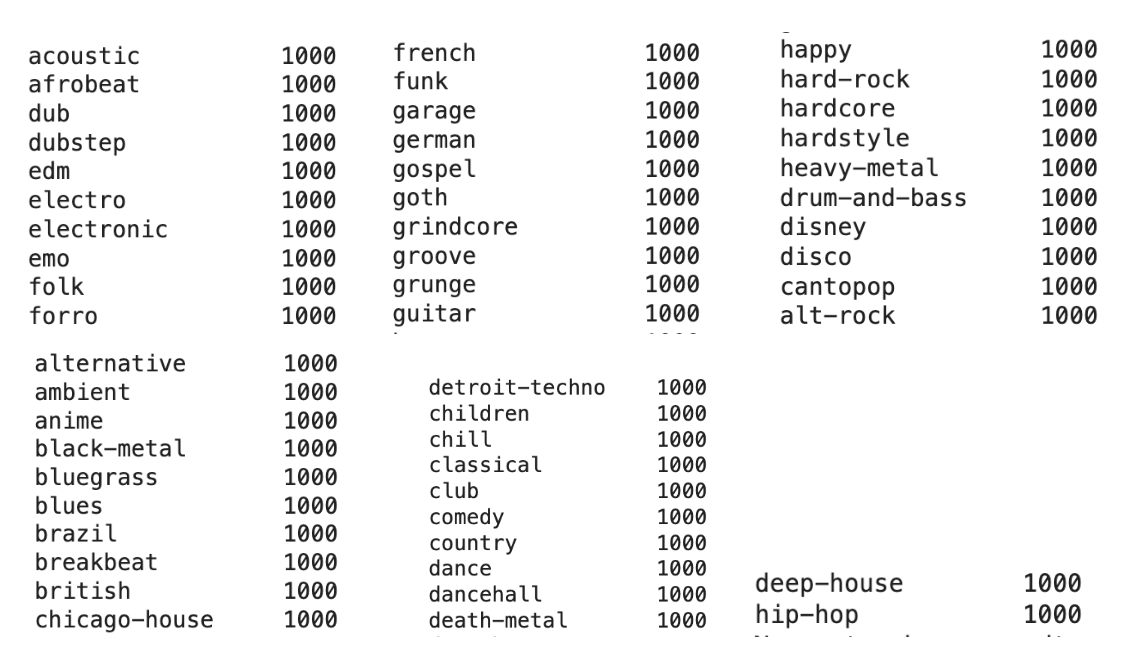 acoustic 1000
afrobeat 1000
dub 1000
dubstep 1000
edm 1000
electro 1000
electronic 1000
emo 1000
folk 1000
forro 1000
french 1000
funk 1000
garage 1000
german 1000
gospel 1000
goth 1000
grindcore 1000
groove 1000
grunge 1000
guitar 1000
happy 1000
hard-rock 1000
hardcore 1000
hardstyle 1000
heavy-metal 1000
drum-and-bass 1000
disney 1000
disco 1000
cantopop 1000
alt-rock 1000
alternative 1000
ambient 1000
anime 1000
black-metal 1000
bluegrass 1000
blues 1000
brazil 1000
breakbeat 1000
british 1000
chicago-house 1000
detroit-techno 1000
children 1000
chill 1000
classical 1000
club 1000
comedy 1000
country 1000
dance 1000
dancehall 1000
death-metal 1000
deep-house 1000
hip-hop 1000